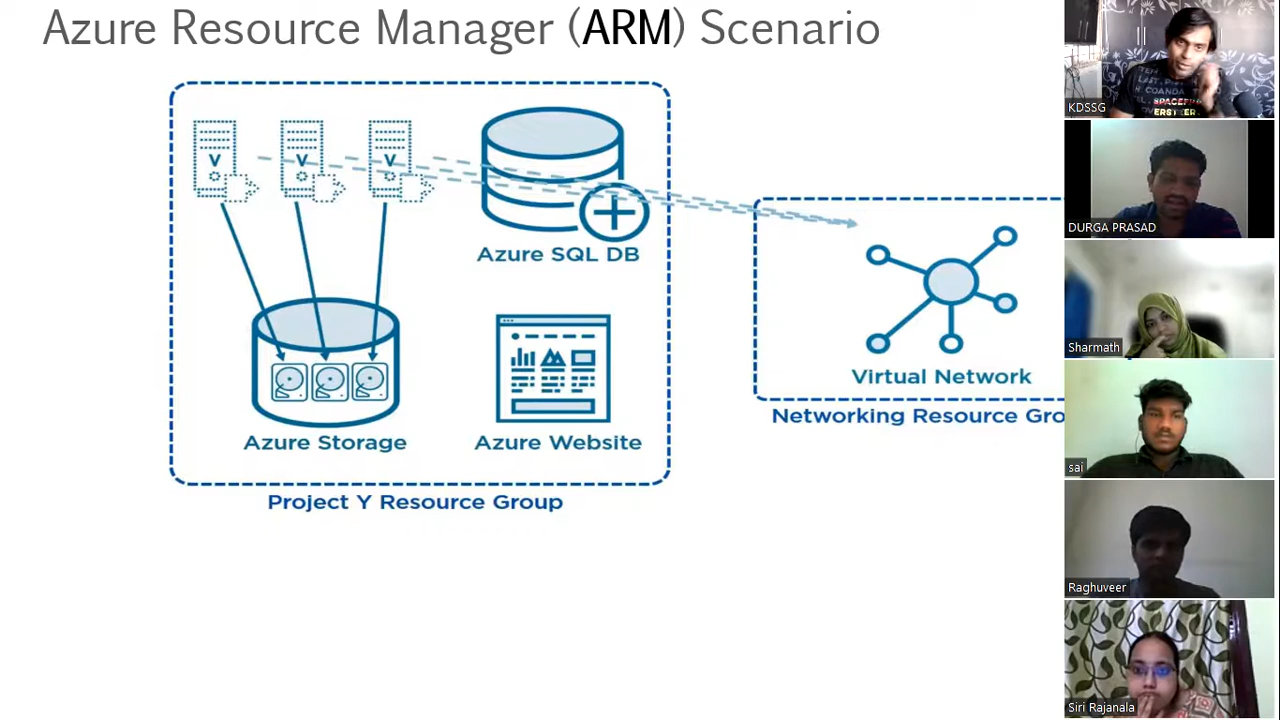 Azure Resource Manager (ARM) Scenario
V V V
Azure SQL DB
Azure Storage
Azure Website
Project Y Resource Group
Virtual Network
Networking Resource Gro
KDSSG
DURGA PRASAD
Sharmath
sai
Raghuveer
Siri Rajanala